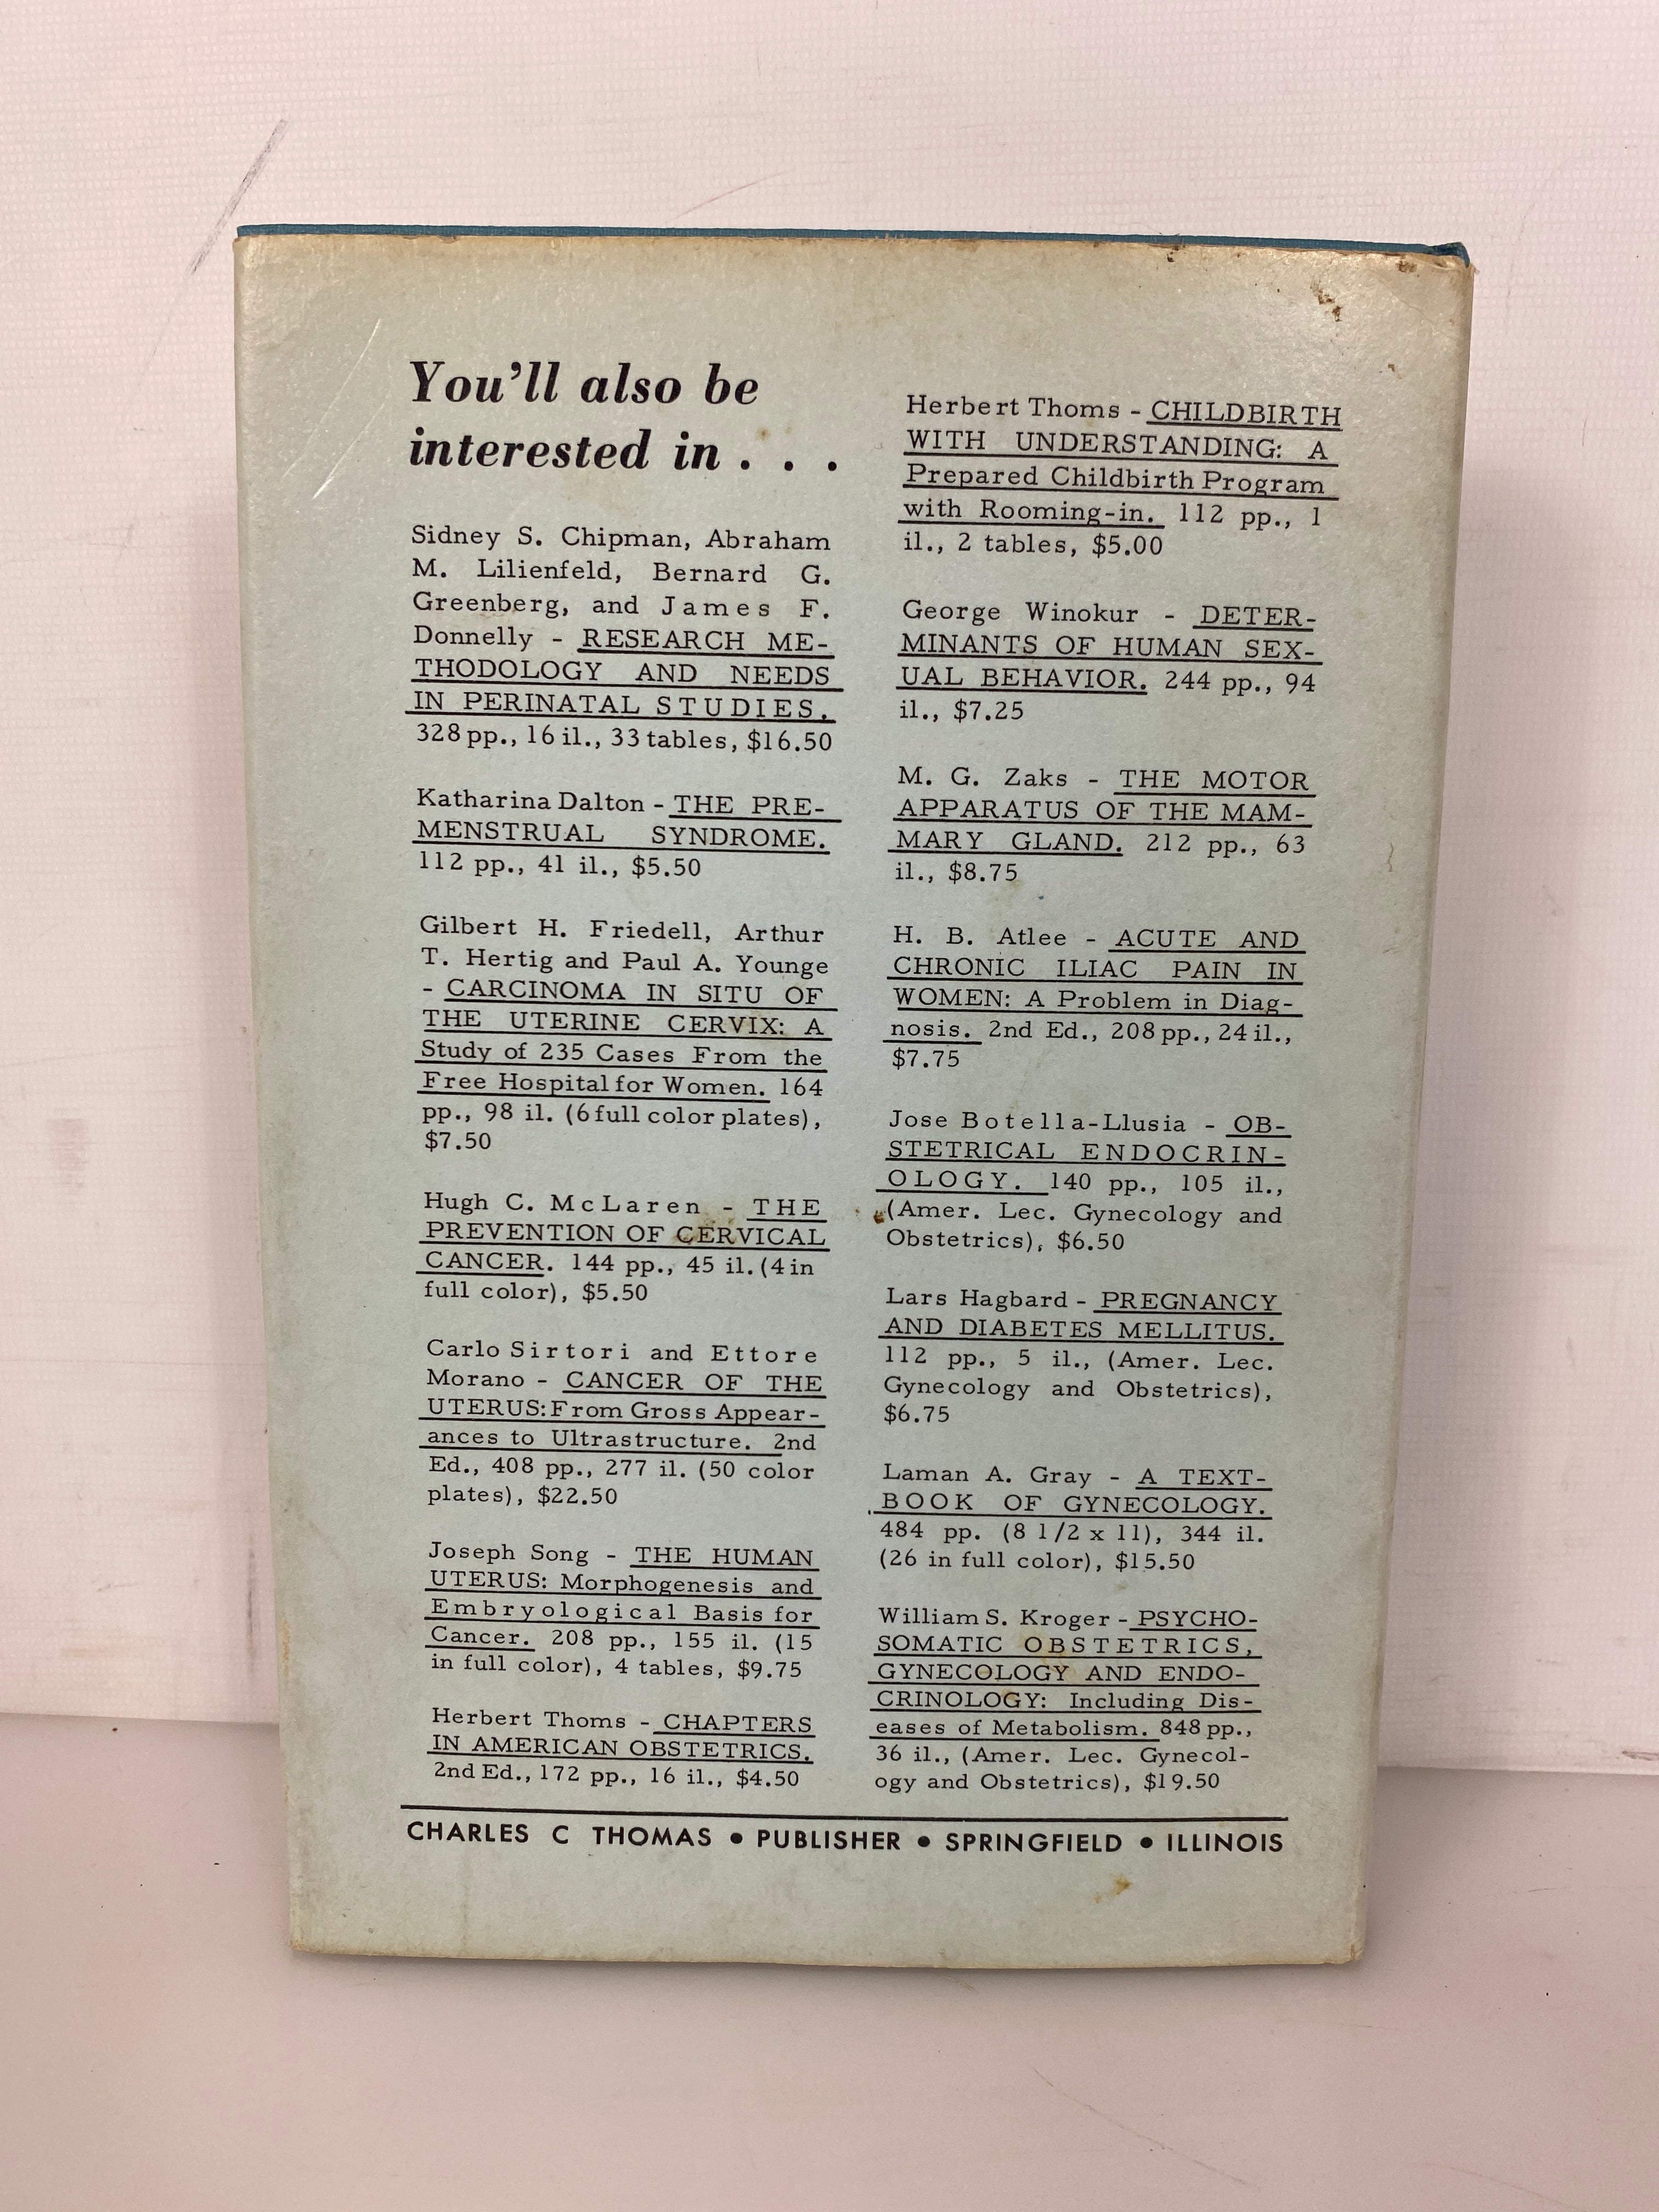 You'll also be
interested in . . .
Sidney S. Chipman, Abraham
M. Lilienfeld, Bernard G.
Greenberg, and James F.
Donnelly - RESEARCH ME-
THODOLOGY AND NEEDS
IN PERINATAL STUDIES.
328 pp., 16 il., 33 tables, $16.50
Katharina Dalton - THE PRE-
MENSTRUAL SYNDROME.
112 pp., 41 il., $5.50
Gilbert H. Friedell, Arthur
T. Hertig and Paul A. Younge
- CARCINOMA IN SITU OF
THE UTERINE CERVIX: A
Study of 235 Cases From the
Free Hospital for Women. 164
pp., 98 il. (6 full color plates),
$7.50
Hugh C. McLaren - THE
PREVENTION OF CERVICAL
CANCER. 144 pp., 45 il. (4 in
full color), $5.50
Carlo Sirtori and Ettore
Morano - CANCER OF THE
UTERUS: From Gross Appear-
ances to Ultrastructure. 2nd
Ed., 408 pp., 277 il. (50 color
plates), $22.50
Joseph Song - THE HUMAN
UTERUS: Morphogenesis and
Embryological Basis for
Cancer. 208 pp., 155 il. (15
in full color), 4 tables, $9.75
Herbert Thoms - CHAPTERS
IN AMERICAN OBSTETRICS.
2nd Ed., 172 pp., 16 il., $4.50
Herbert Thoms - CHILDBIRTH
WITH UNDERSTANDING: A
Prepared Childbirth Program
with Rooming-in. 112 pp., 1
il., 2 tables, $5.00
George Winokur - DETER-
MINANTS OF HUMAN SEX-
UAL BEHAVIOR. 244 pp., 94
il., $7.25
M. G. Zaks - THE MOTOR
APPARATUS OF THE MAM-
MARY GLAND. 212 pp., 63
il., $8.75
H. B. Atlee - ACUTE AND
CHRONIC ILIAC PAIN IN
WOMEN: A Problem in Diag-
nosis. 2nd Ed., 208 pp., 24 il.,
$7.75
Jose Botella-Llusia - OB-
STETRICAL ENDOCRIN-
OLOGY. 140 pp., 105 il.,
(Amer. Lec. Gynecology and
Obstetrics), $6.50
Lars Hagbard - PREGNANCY
AND DIABETES MELLITUS.
112 pp., 5 il., (Amer. Lec.
Gynecology and Obstetrics),
$6.75
Laman A. Gray - A TEXT-
BOOK OF GYNECOLOGY.
484 pp. (8 1/2 x 11), 344 il.
(26 in full color), $15.50
William S. Kroger - PSYCHO-
SOMATIC OBSTETRICS,
GYNECOLOGY AND ENDO-
CRINOLOGY: Including Dis-
eases of Metabolism. 848 pp.,
36 il., (Amer. Lec. Gynecol-
ogy and Obstetrics), $19.50
CHARLES C THOMAS • PUBLISHER • SPRINGFIELD • ILLINOIS